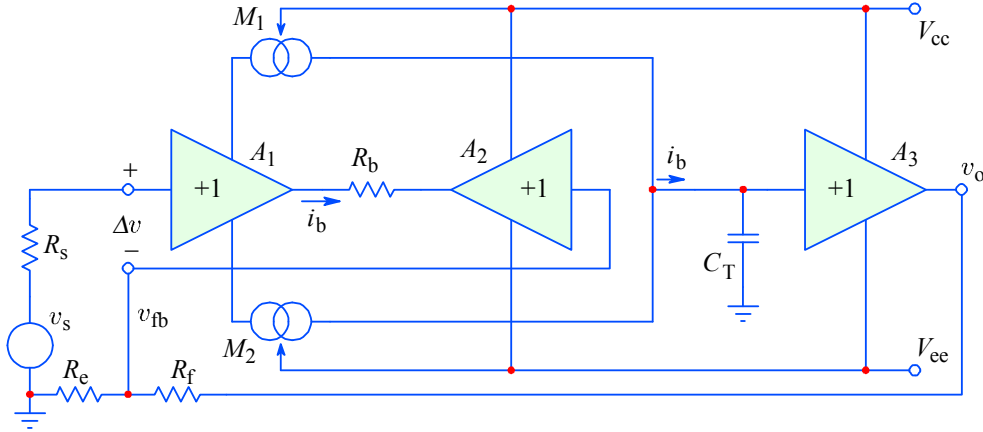 M1
Vcc
A1
Rb
A2
ib
A3
+
+1
+1
+1
vo
ib
Δv
−
Rs
CT
vs
vfb
M2
Vee
Re
Rf